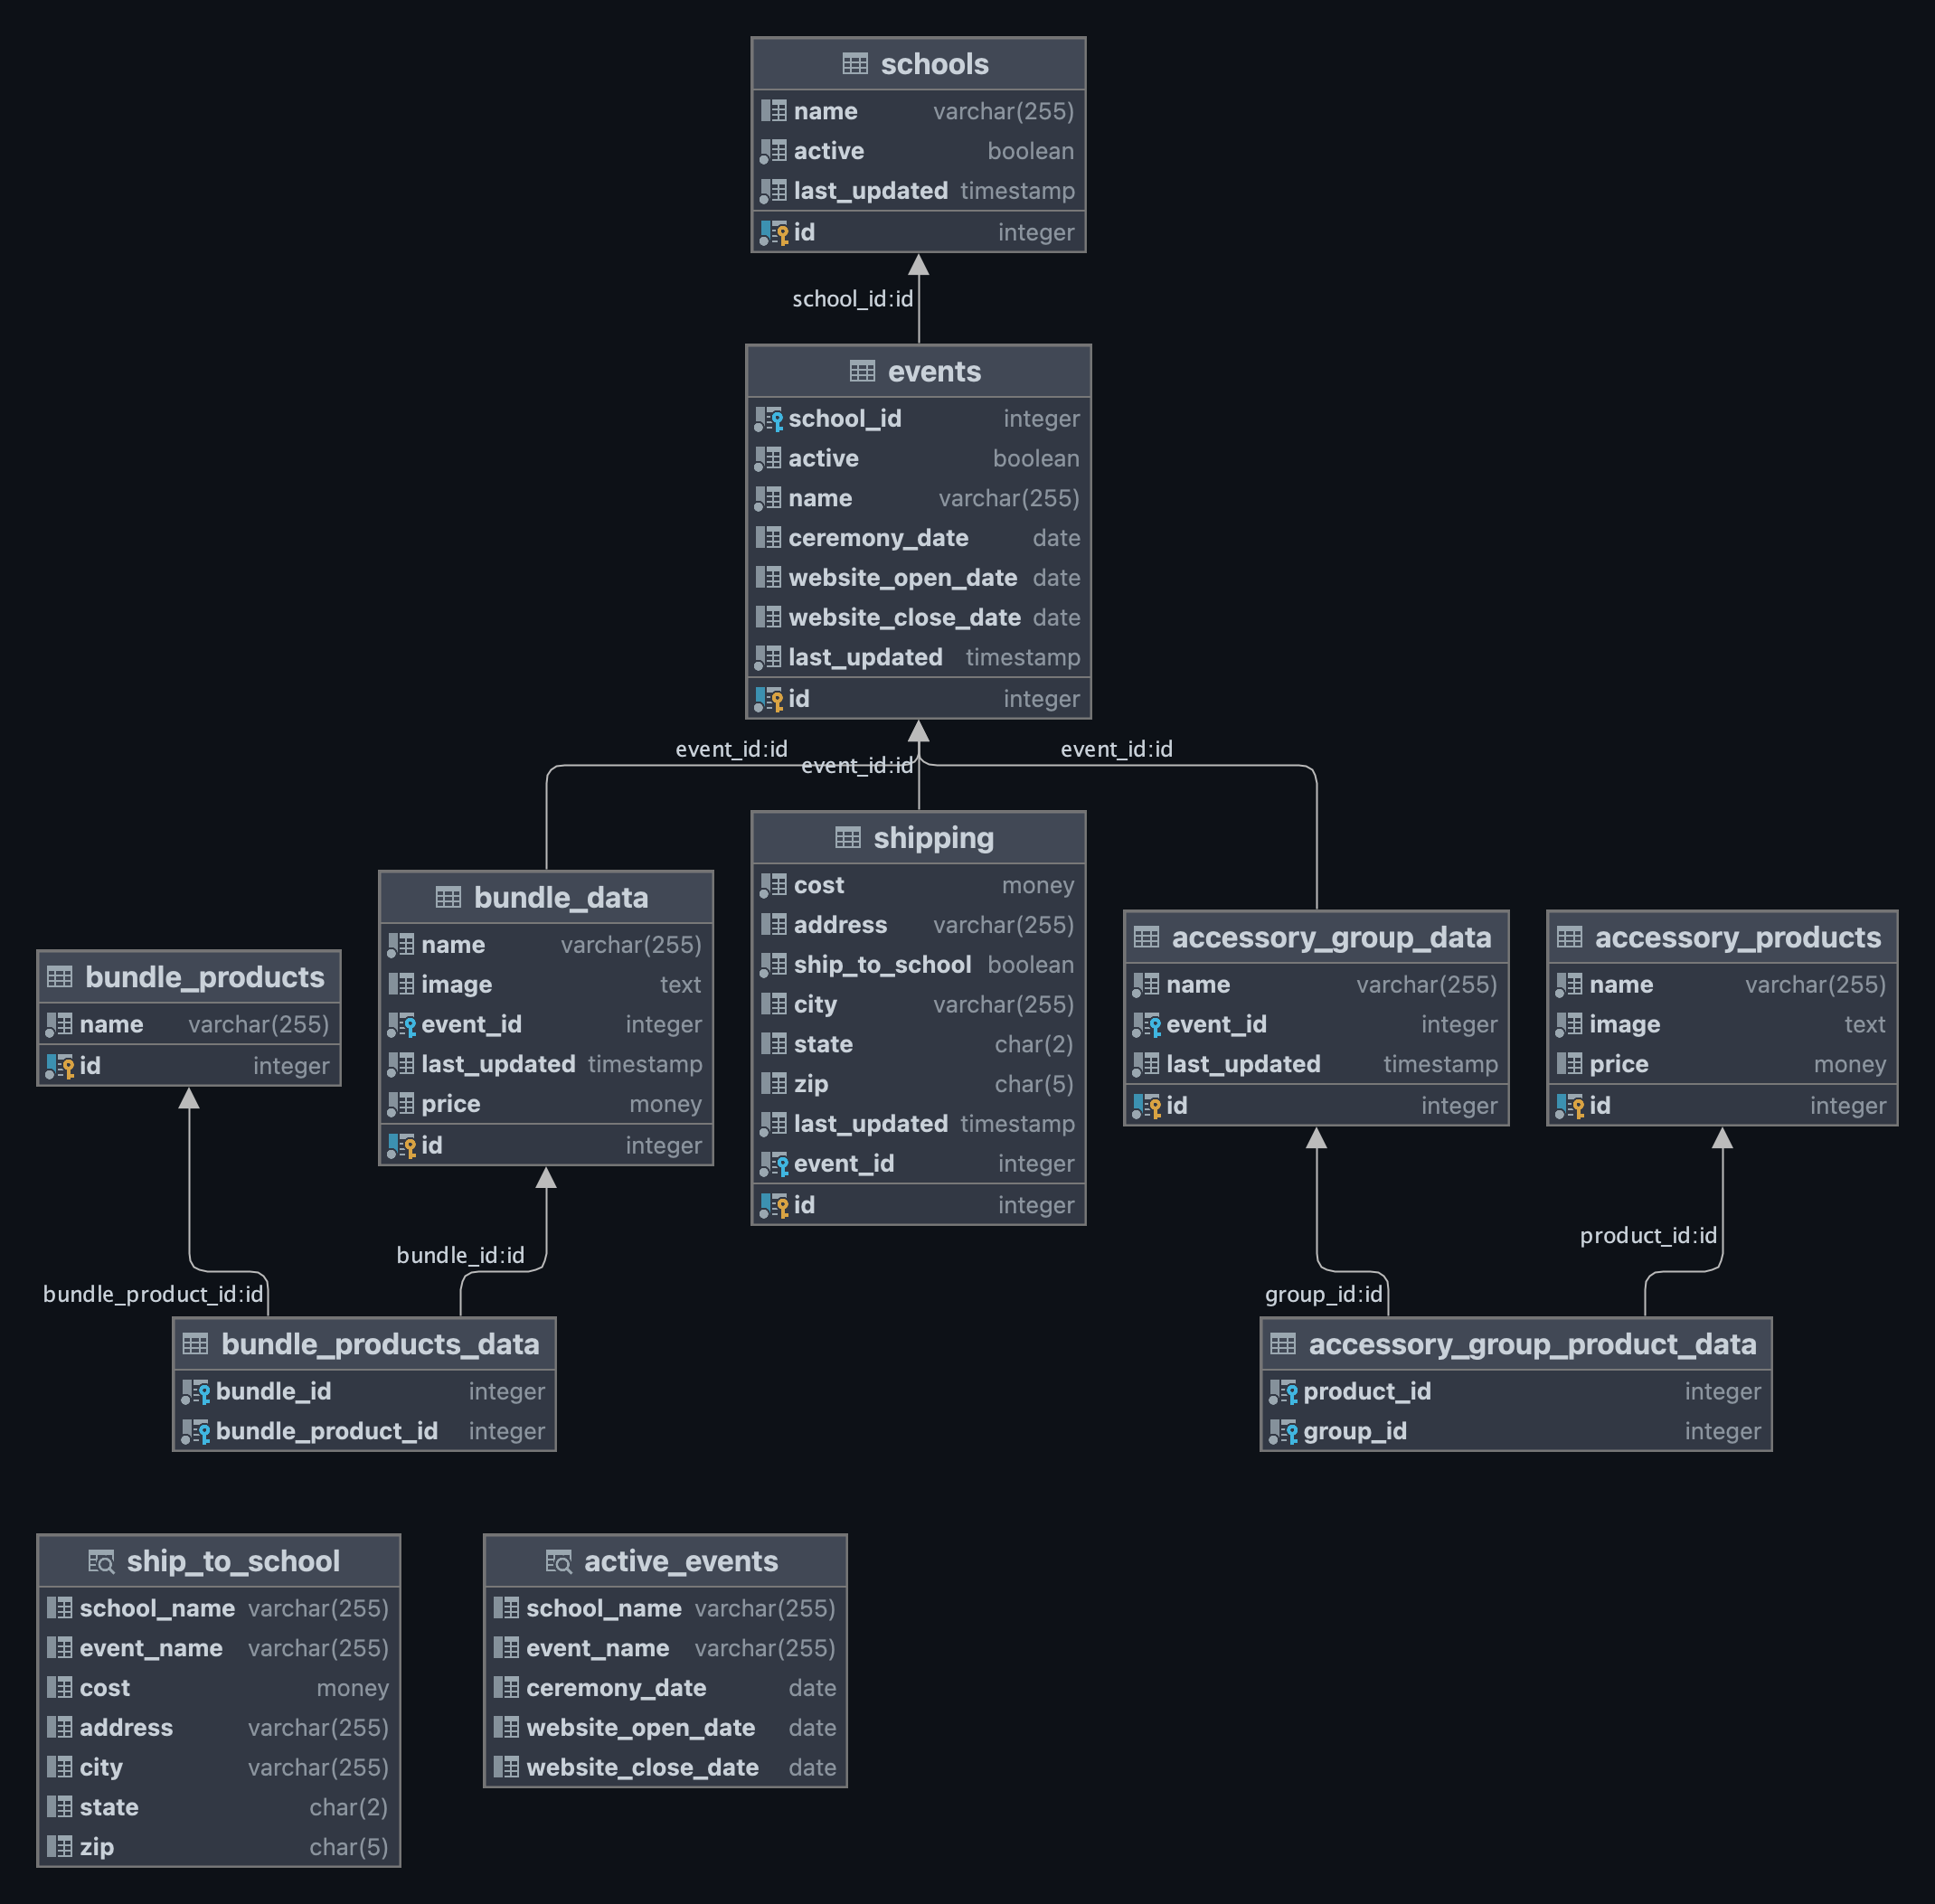 schools
name varchar(255)
active boolean
last_updated timestamp
id integer
school_id:id
events
school_id integer
active boolean
name varchar(255)
ceremony_date date
website_open_date date
website_close_date date
last_updated timestamp
id integer
event_id:id
event_id:id
event_id:id
bundle_products
name varchar(255)
id integer
bundle_data
name varchar(255)
image text
event_id integer
last_updated timestamp
price money
id integer
shipping
cost money
address varchar(255)
ship_to_school boolean
city varchar(255)
state char(2)
zip char(5)
last_updated timestamp
event_id integer
id integer
accessory_group_data
name varchar(255)
event_id integer
last_updated timestamp
id integer
accessory_products
name varchar(255)
image text
price money
id integer
bundle_product_id:id
bundle_id:id
group_id:id
product_id:id
bundle_products_data
bundle_id integer
bundle_product_id integer
accessory_group_product_data
product_id integer
group_id integer
ship_to_school
school_name varchar(255)
event_name varchar(255)
cost money
address varchar(255)
city varchar(255)
state char(2)
zip char(5)
active_events
school_name varchar(255)
event_name varchar(255)
ceremony_date date
website_open_date date
website_close_date date